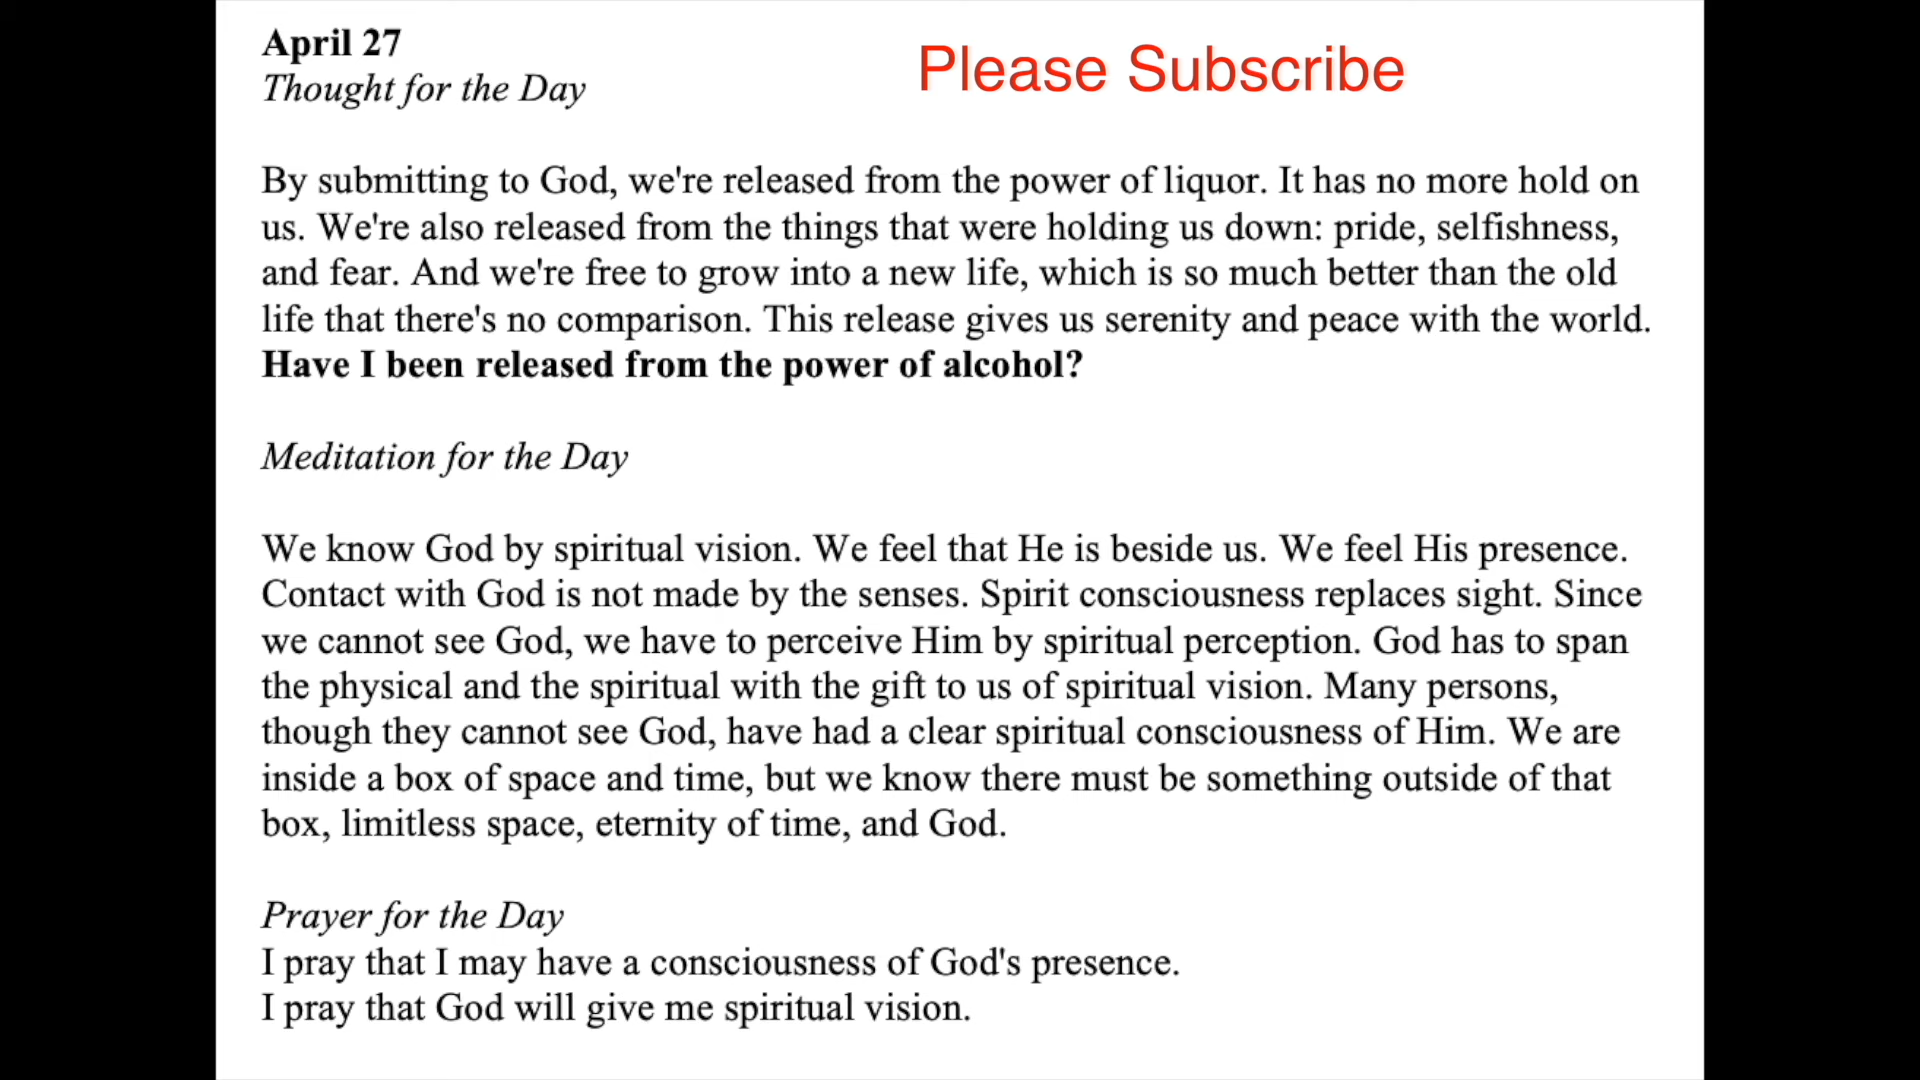 April 27
Please Subscribe
Thought for the Day
By submitting to God, we're released from the power of liquor. It has no more hold on
us. We're also released from the things that were holding us down: pride, selfishness,
and fear. And we're free to grow into a new life, which is so much better than the old
life that there's no comparison. This release gives us serenity and peace with the world.
Have I been released from the power of alcohol?
Meditation for the Day
We know God by spiritual vision. We feel that He is beside us. We feel His presence.
Contact with God is not made by the senses. Spirit consciousness replaces sight. Since
we cannot see God, we have to perceive Him by spiritual perception. God has to span
the physical and the spiritual with the gift to us of spiritual vision. Many persons,
though they cannot see God, have had a clear spiritual consciousness of Him. We are
inside a box of space and time, but we know there must be something outside of that
box, limitless space, eternity of time, and God.
Prayer for the Day
I pray that I may have a consciousness of God's presence.
I pray that God will give me spiritual vision.